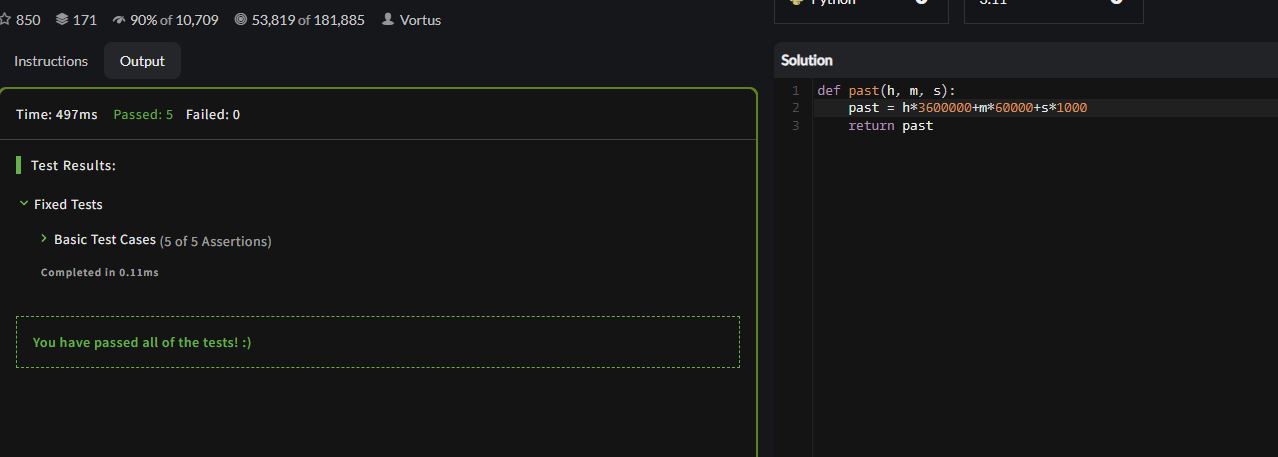 850 171 90% of 10,709 53,819 of 181,885 Vortus
Python 3.11
Instructions Output
Time: 497ms Passed: 5 Failed: 0
Test Results:
Fixed Tests
Basic Test Cases (5 of 5 Assertions)
Completed in 0.11ms
You have passed all of the tests! :)
Solution
1 def past(h, m, s):
2 past = h*3600000+m*60000+s*1000
3 return past